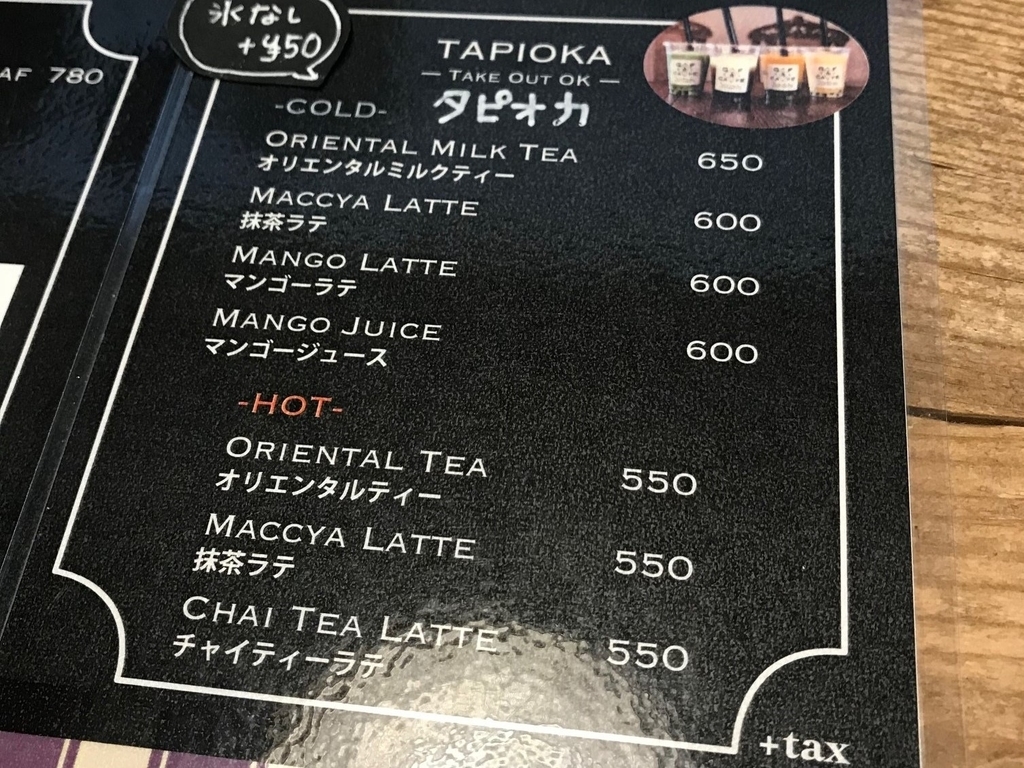 氷なし
+¥50
AF 780
TAPIOKA
— TAKE OUT OK —
タピオカ
-COLD-
ORIENTAL MILK TEA 650
オリエンタルミルクティー
MACCYA LATTE 600
抹茶ラテ
MANGO LATTE 600
マンゴーラテ
MANGO JUICE 600
マンゴージュース
-HOT-
ORIENTAL TEA 550
オリエンタルティー
MACCYA LATTE 550
抹茶ラテ
CHAI TEA LATTE 550
チャイティーラテ
+tax